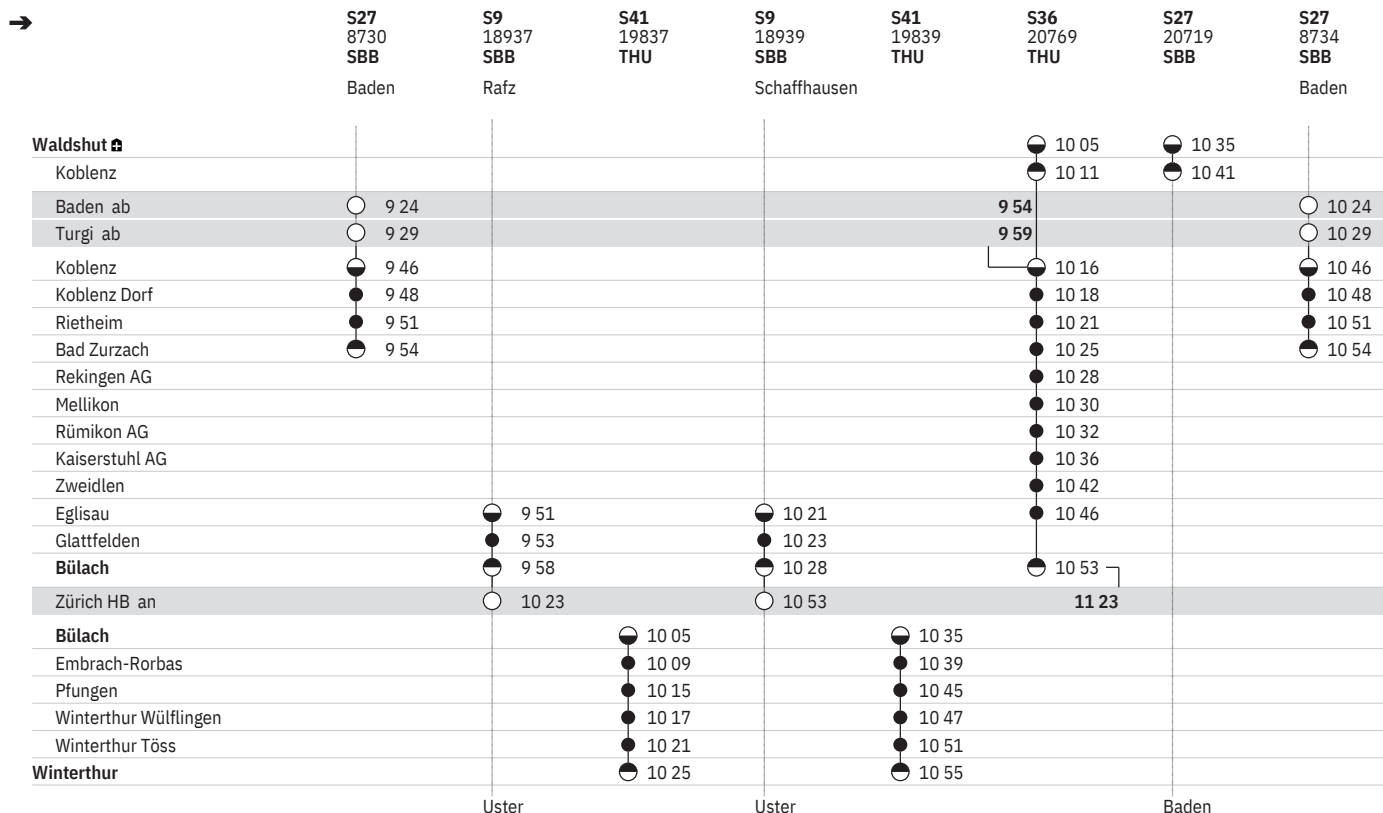 ➔ S27 S9 S41 S9 S41 S36 S27 S27
8730 18937 19837 18939 19839 20769 20719 8734
SBB SBB THU SBB THU THU SBB SBB
Baden Rafz Schaffhausen Baden
Waldshut 10 05 10 35
Koblenz 10 11 10 41
Baden ab 9 24 9 54 10 24
Turgi ab 9 29 9 59 10 29
Koblenz 9 46 10 16 10 46
Koblenz Dorf 9 48 10 18 10 48
Rietheim 9 51 10 21 10 51
Bad Zurzach 9 54 10 25 10 54
Rekingen AG 10 28
Mellikon 10 30
Rümikon AG 10 32
Kaiserstuhl AG 10 36
Zweidlen 10 42
Eglisau 9 51 10 21 10 46
Glattfelden 9 53 10 23
Bülach 9 58 10 28 10 53
Zürich HB an 10 23 10 53 11 23
Bülach 10 05 10 35
Embrach-Rorbas 10 09 10 39
Pfungen 10 15 10 45
Winterthur Wülflingen 10 17 10 47
Winterthur Töss 10 21 10 51
Winterthur 10 25 10 55
Uster Uster Baden